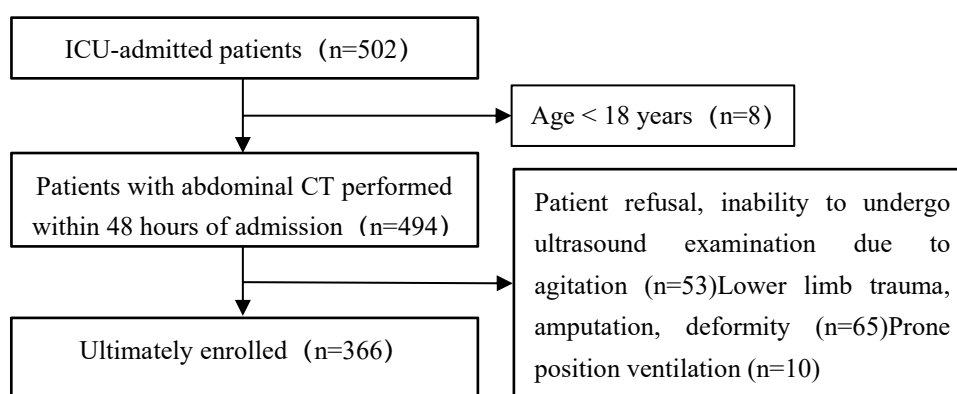 ICU-admitted patients (n=502)
Age < 18 years (n=8)
Patients with abdominal CT performed
within 48 hours of admission (n=494)
Patient refusal, inability to undergo
ultrasound examination due to
agitation (n=53)Lower limb trauma,
amputation, deformity (n=65)Prone
position ventilation (n=10)
Ultimately enrolled (n=366)